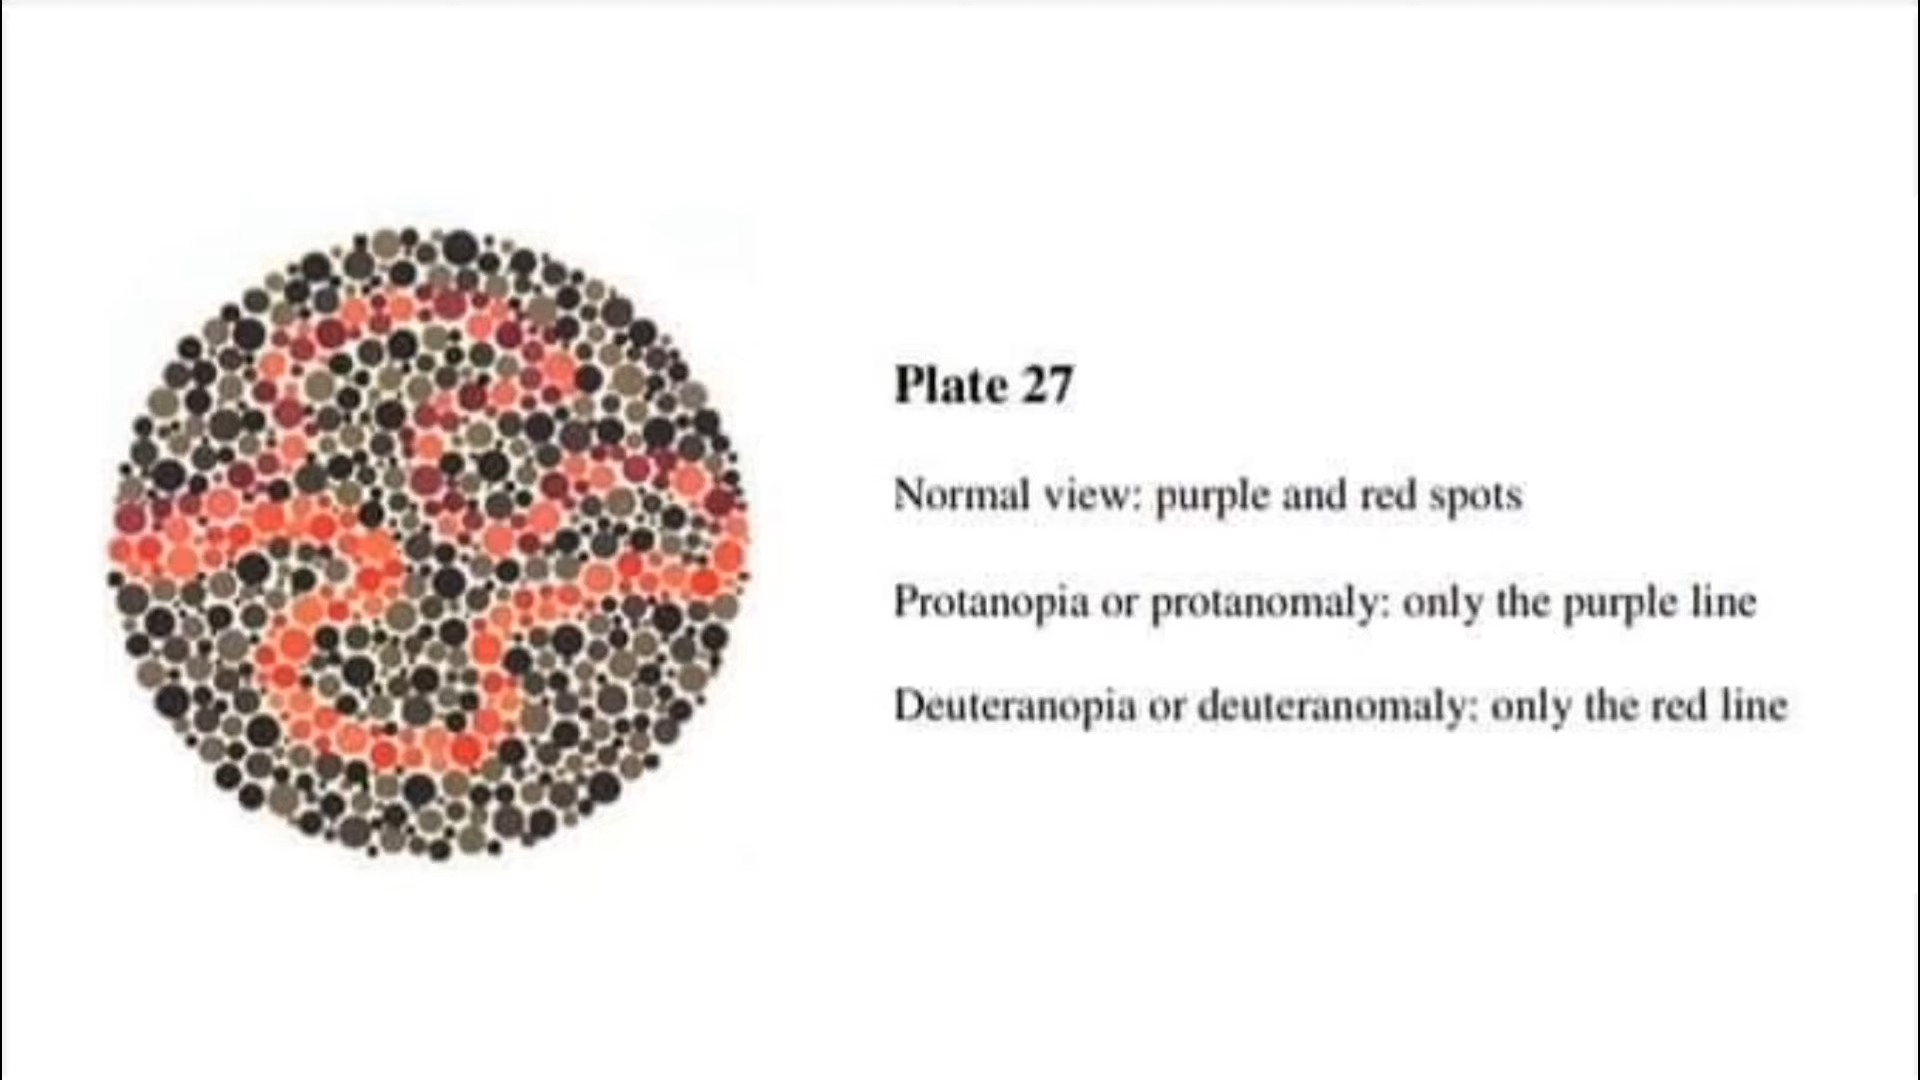 Plate 27
Normal view: purple and red spots
Protanopia or protanomaly: only the purple line
Deuteranopia or deuteranomaly: only the red line